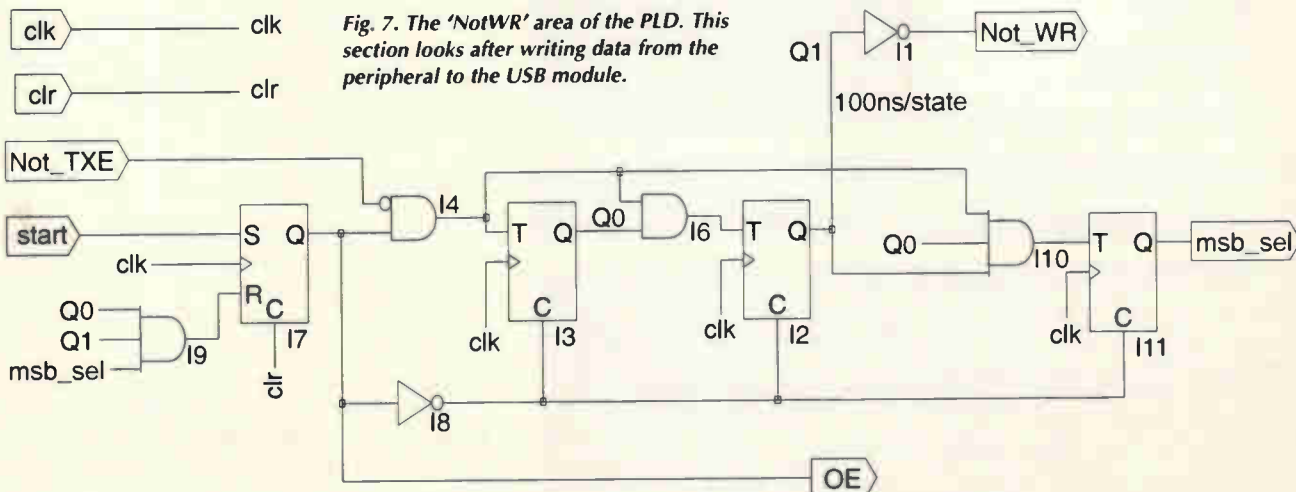 clk clk
Fig. 7. The 'NotWR' area of the PLD. This
section looks after writing data from the
peripheral to the USB module.
clr clr
Q1 I1 Not_WR
100ns/state
Not_TXE
I4
start S Q
clk
R
C
I7
clr
Q0
Q1
msb_sel
I9
T Q
clk
C
I3
Q0
I6
T Q
clk
C
I2
Q0
I10
T Q
clk
C
I11
msb_sel
I8
OE